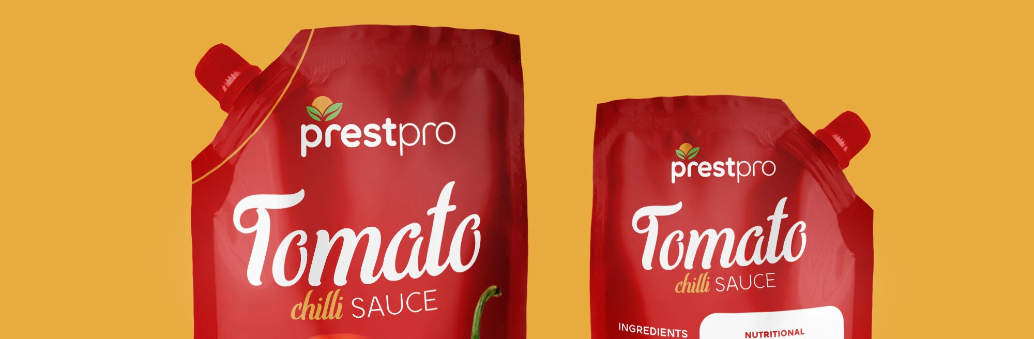 prestpro
Tomato
chilli SAUCE
prestpro
Tomato
chilli SAUCE
INGREDIENTS
NUTRITIONAL